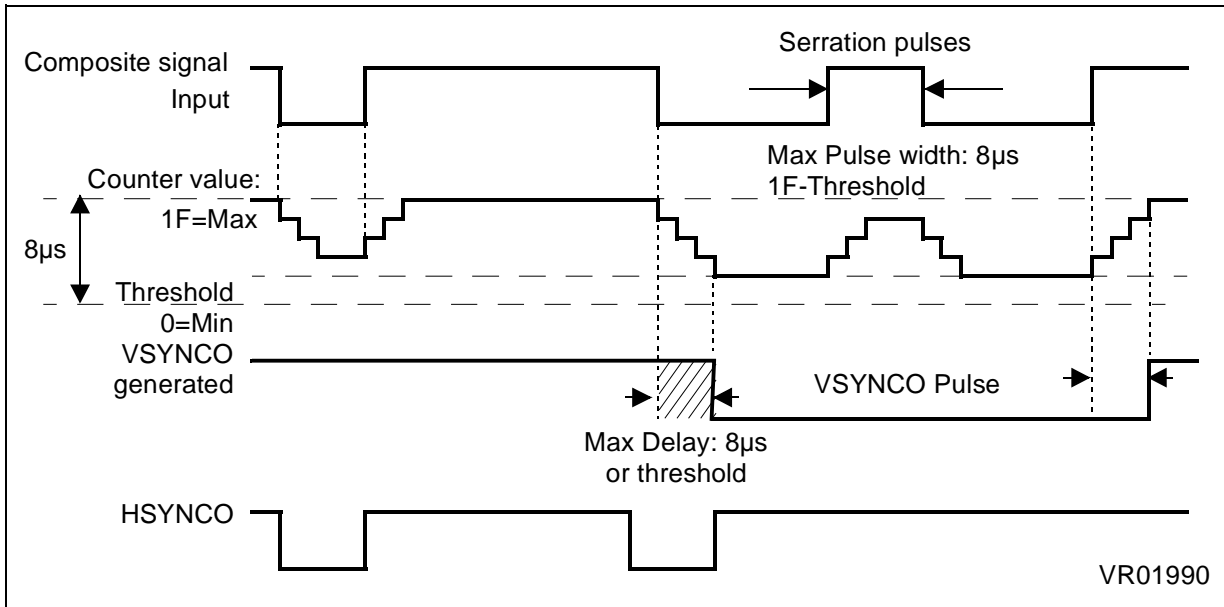 Serration pulses
Composite signal
Input
Max Pulse width: 8µs
1F-Threshold
Counter value:
1F=Max
8µs
Threshold
0=Min
VSYNCO
generated
VSYNCO Pulse
Max Delay: 8µs
or threshold
HSYNCO
VR01990